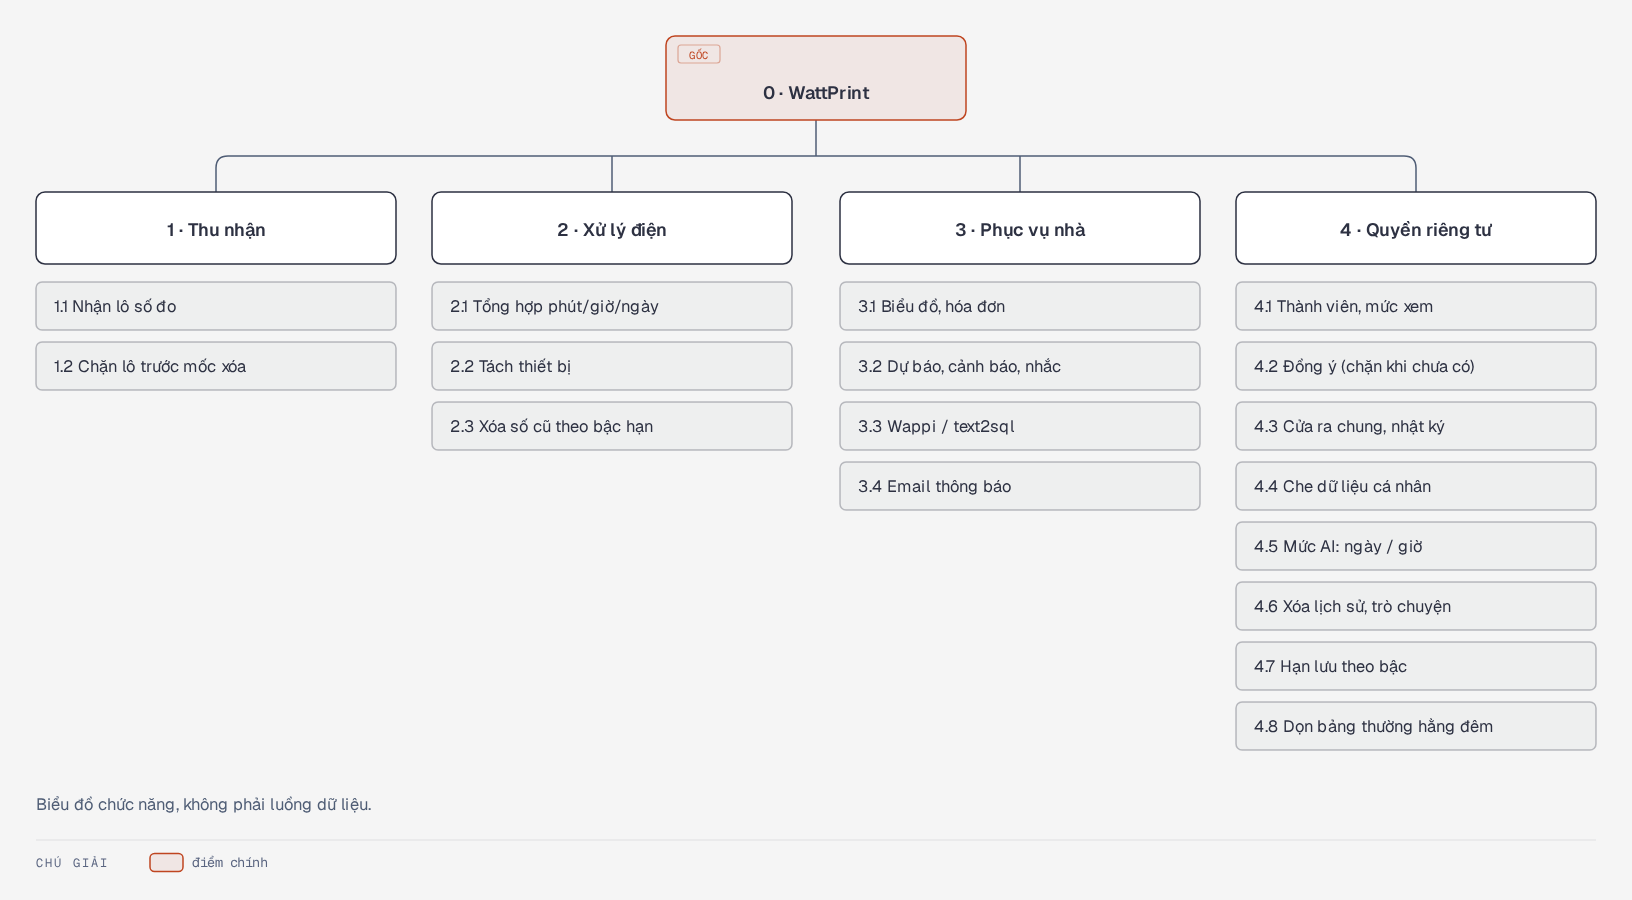 GỐC
0 · WattPrint
1 · Thu nhận
2 · Xử lý điện
3 · Phục vụ nhà
4 · Quyền riêng tư
1.1 Nhận lô số đo
1.2 Chặn lô trước mốc xóa
2.1 Tổng hợp phút/giờ/ngày
2.2 Tách thiết bị
2.3 Xóa số cũ theo bậc hạn
3.1 Biểu đồ, hóa đơn
3.2 Dự báo, cảnh báo, nhắc
3.3 Wappi / text2sql
3.4 Email thông báo
4.1 Thành viên, mức xem
4.2 Đồng ý (chặn khi chưa có)
4.3 Cửa ra chung, nhật ký
4.4 Che dữ liệu cá nhân
4.5 Mức AI: ngày / giờ
4.6 Xóa lịch sử, trò chuyện
4.7 Hạn lưu theo bậc
4.8 Dọn bảng thường hằng đêm
Biểu đồ chức năng, không phải luồng dữ liệu.
CHÚ GIẢI
điểm chính